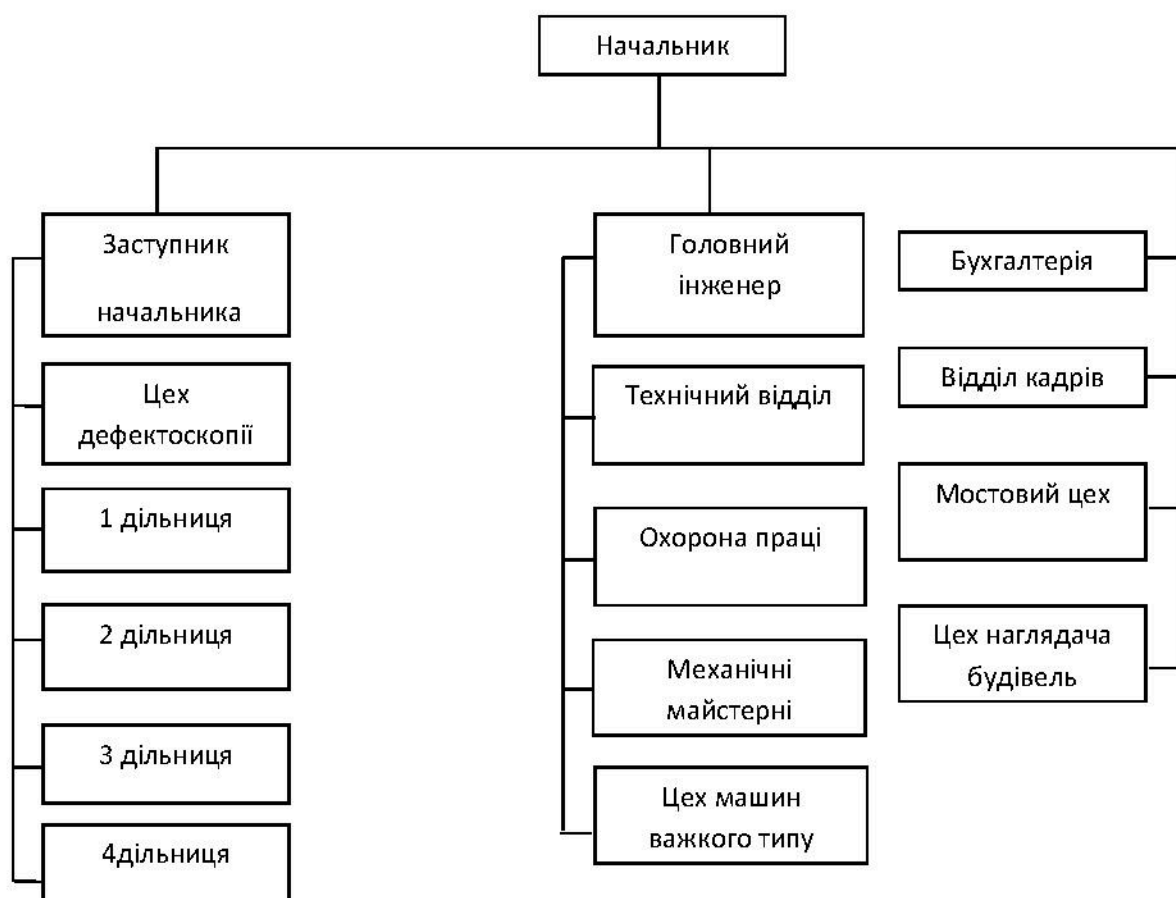 Начальник
Заступник
начальника
Цех
дефектоскопії
1 дільниця
2 дільниця
3 дільниця
4дільниця
Головний
інженер
Технічний відділ
Охорона праці
Механічні
майстерні
Цех машин
важкого типу
Бухгалтерія
Відділ кадрів
Мостовий цех
Цех наглядача
будівель